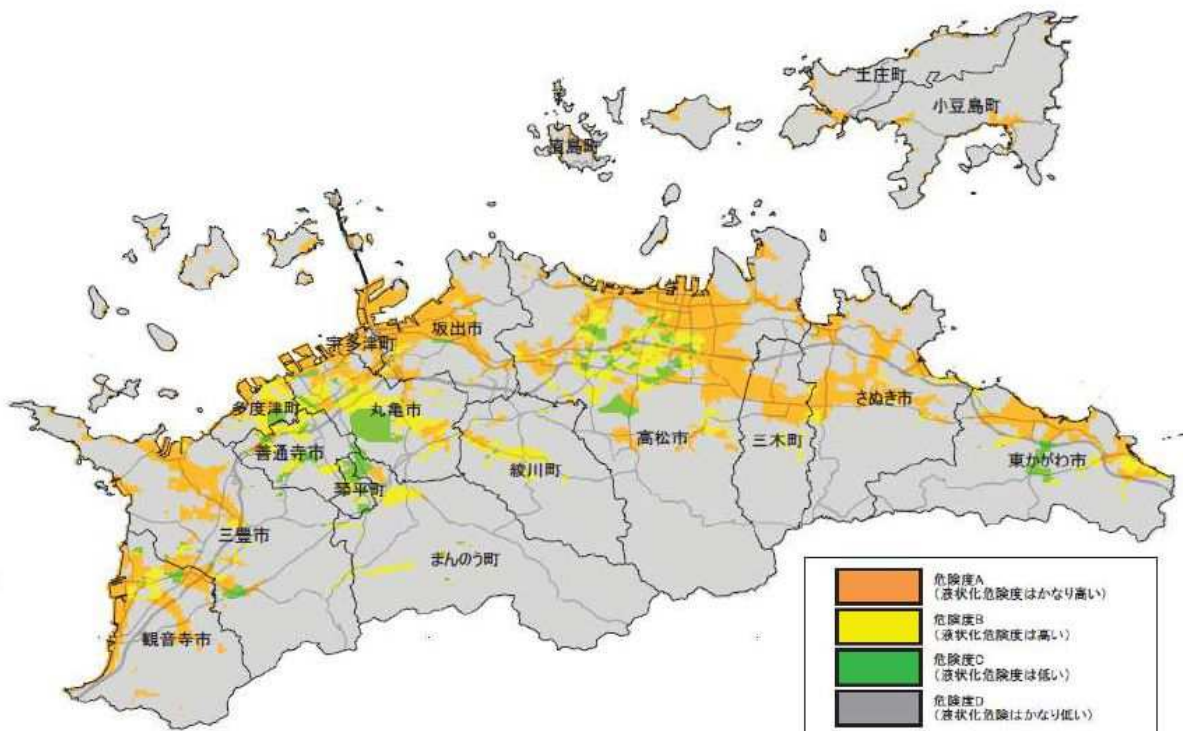 土庄町
小豆島町
直島町
坂出市
宇多津町
多度津町
丸亀市
善通寺市
琴平町
綾川町
高松市
三木町
さぬき市
東かがわ市
三豊市
まんのう町
観音寺市
危険度A
(液状化危険度はかなり高い)
危険度B
(液状化危険度は高い)
危険度C
(液状化危険度は低い)
危険度D
(液状化危険はかなり低い)